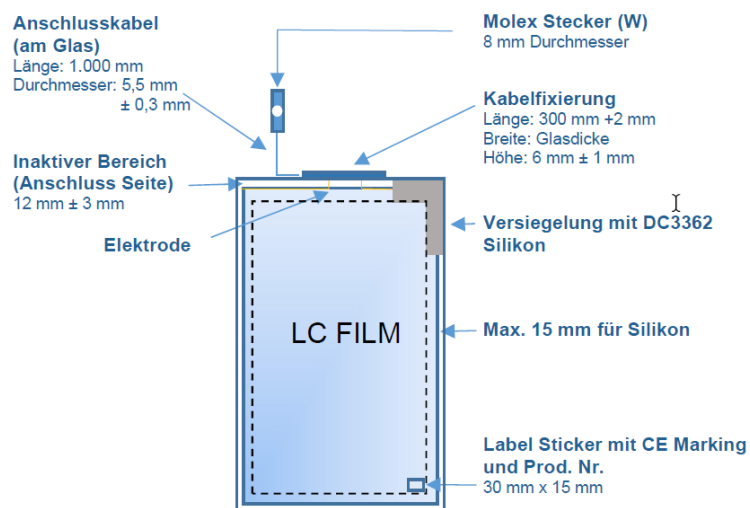 Anschlusskabel
(am Glas)
Länge: 1.000 mm
Durchmesser: 5,5 mm
± 0,3 mm
Molex Stecker (W)
8 mm Durchmesser
Kabelfixierung
Länge: 300 mm +2 mm
Breite: Glasdicke
Höhe: 6 mm ± 1 mm
Inaktiver Bereich
(Anschluss Seite)
12 mm ± 3 mm
Elektrode
Versiegelung mit DC3362
Silikon
LC FILM
Max. 15 mm für Silikon
Label Sticker mit CE Marking
und Prod. Nr.
30 mm x 15 mm